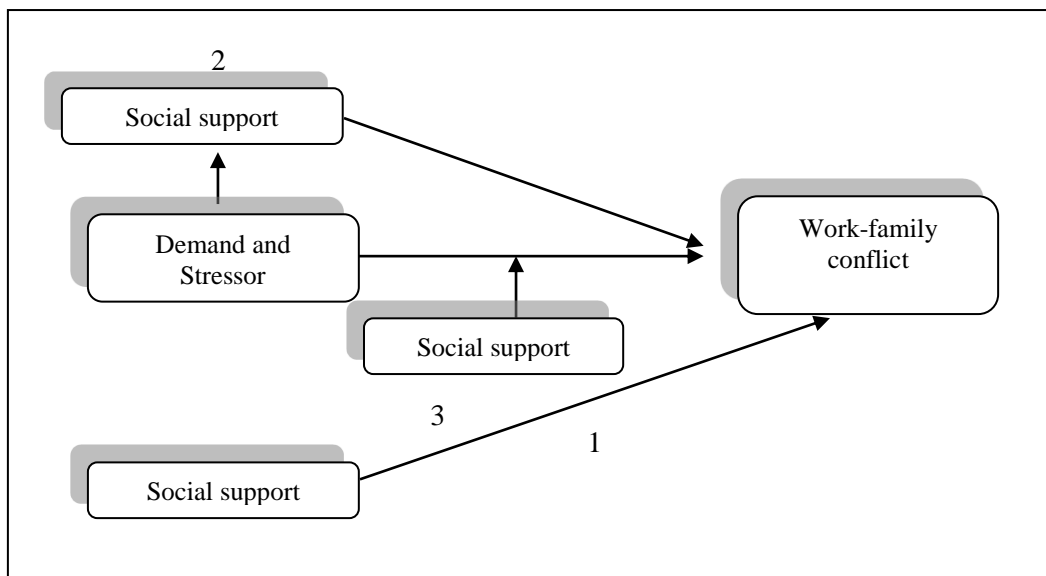 2
Social support
Demand and
Stressor
Work-family
conflict
Social support
3
1
Social support